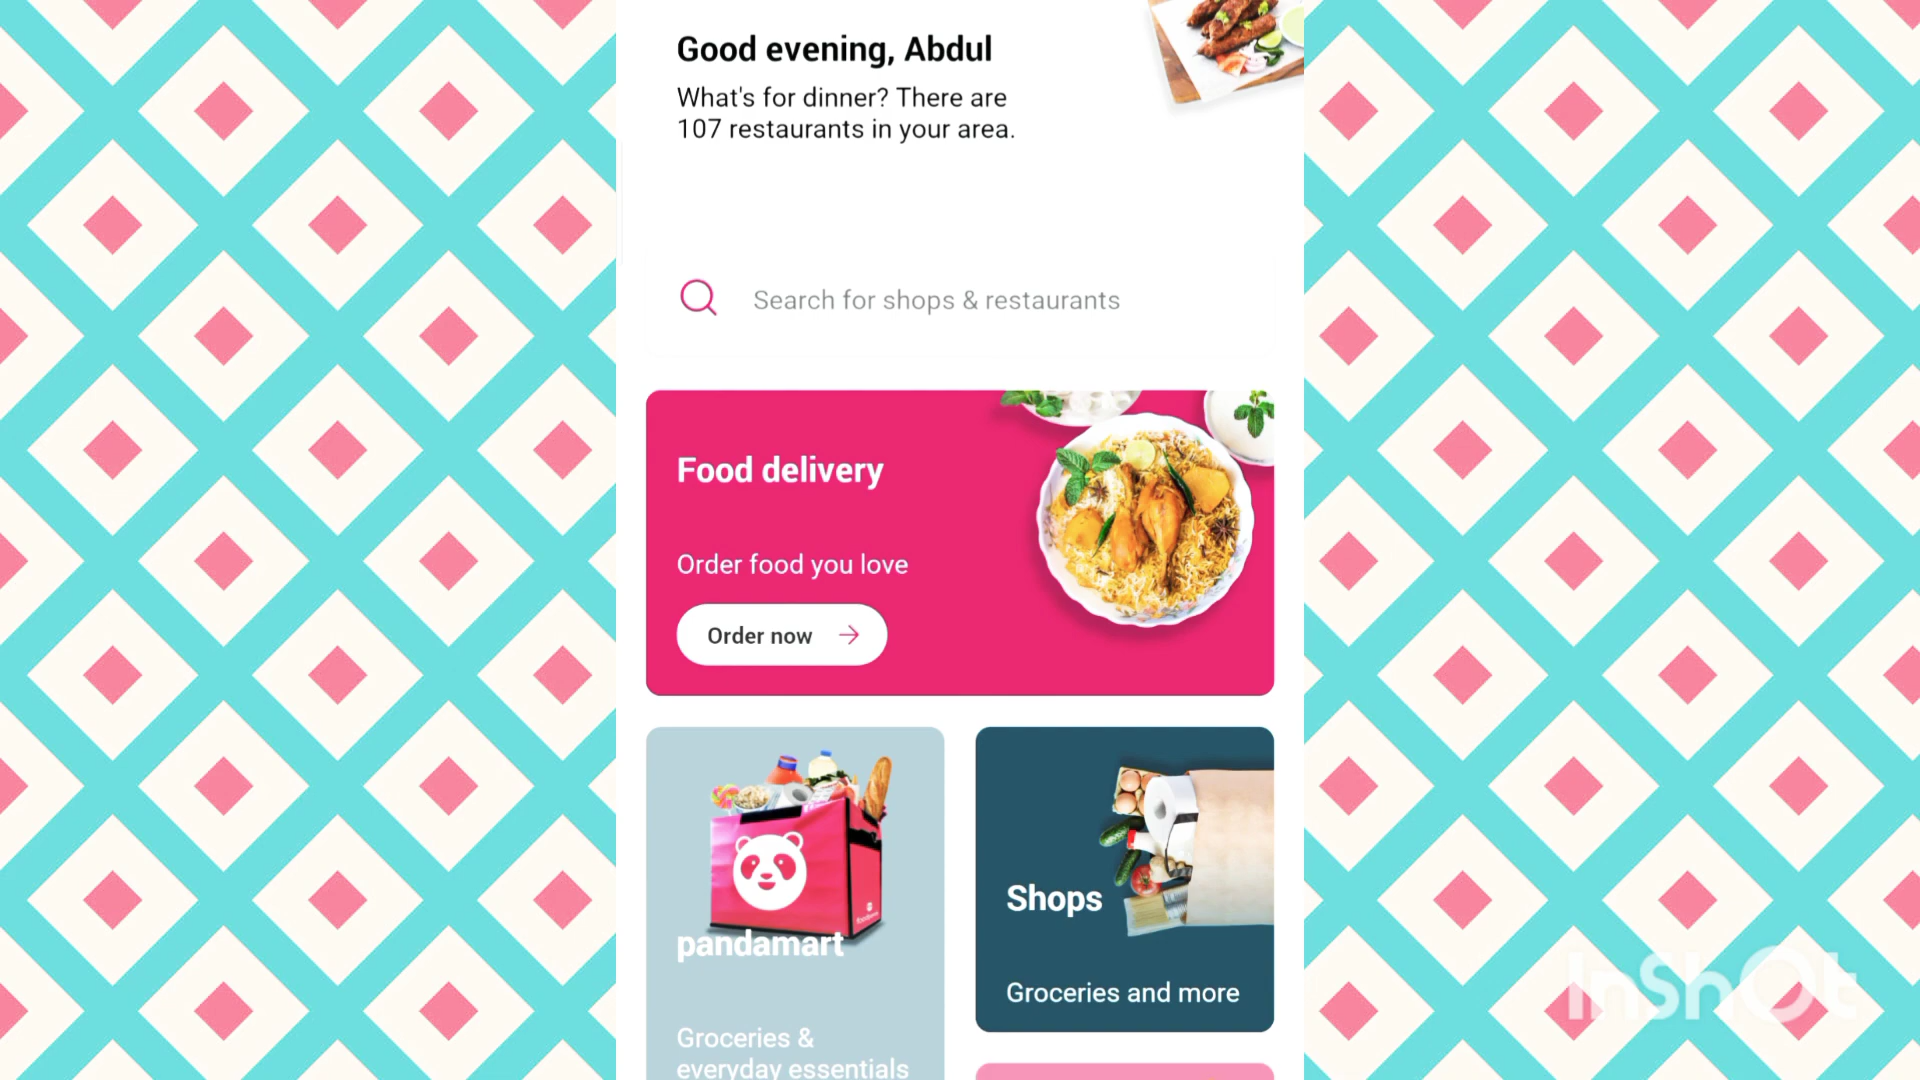 Good evening, Abdul
What's for dinner? There are
107 restaurants in your area.
Search for shops & restaurants
Food delivery
Order food you love
Order now
pandamart
Groceries &
everyday essentials
Shops
Groceries and more
InShOt